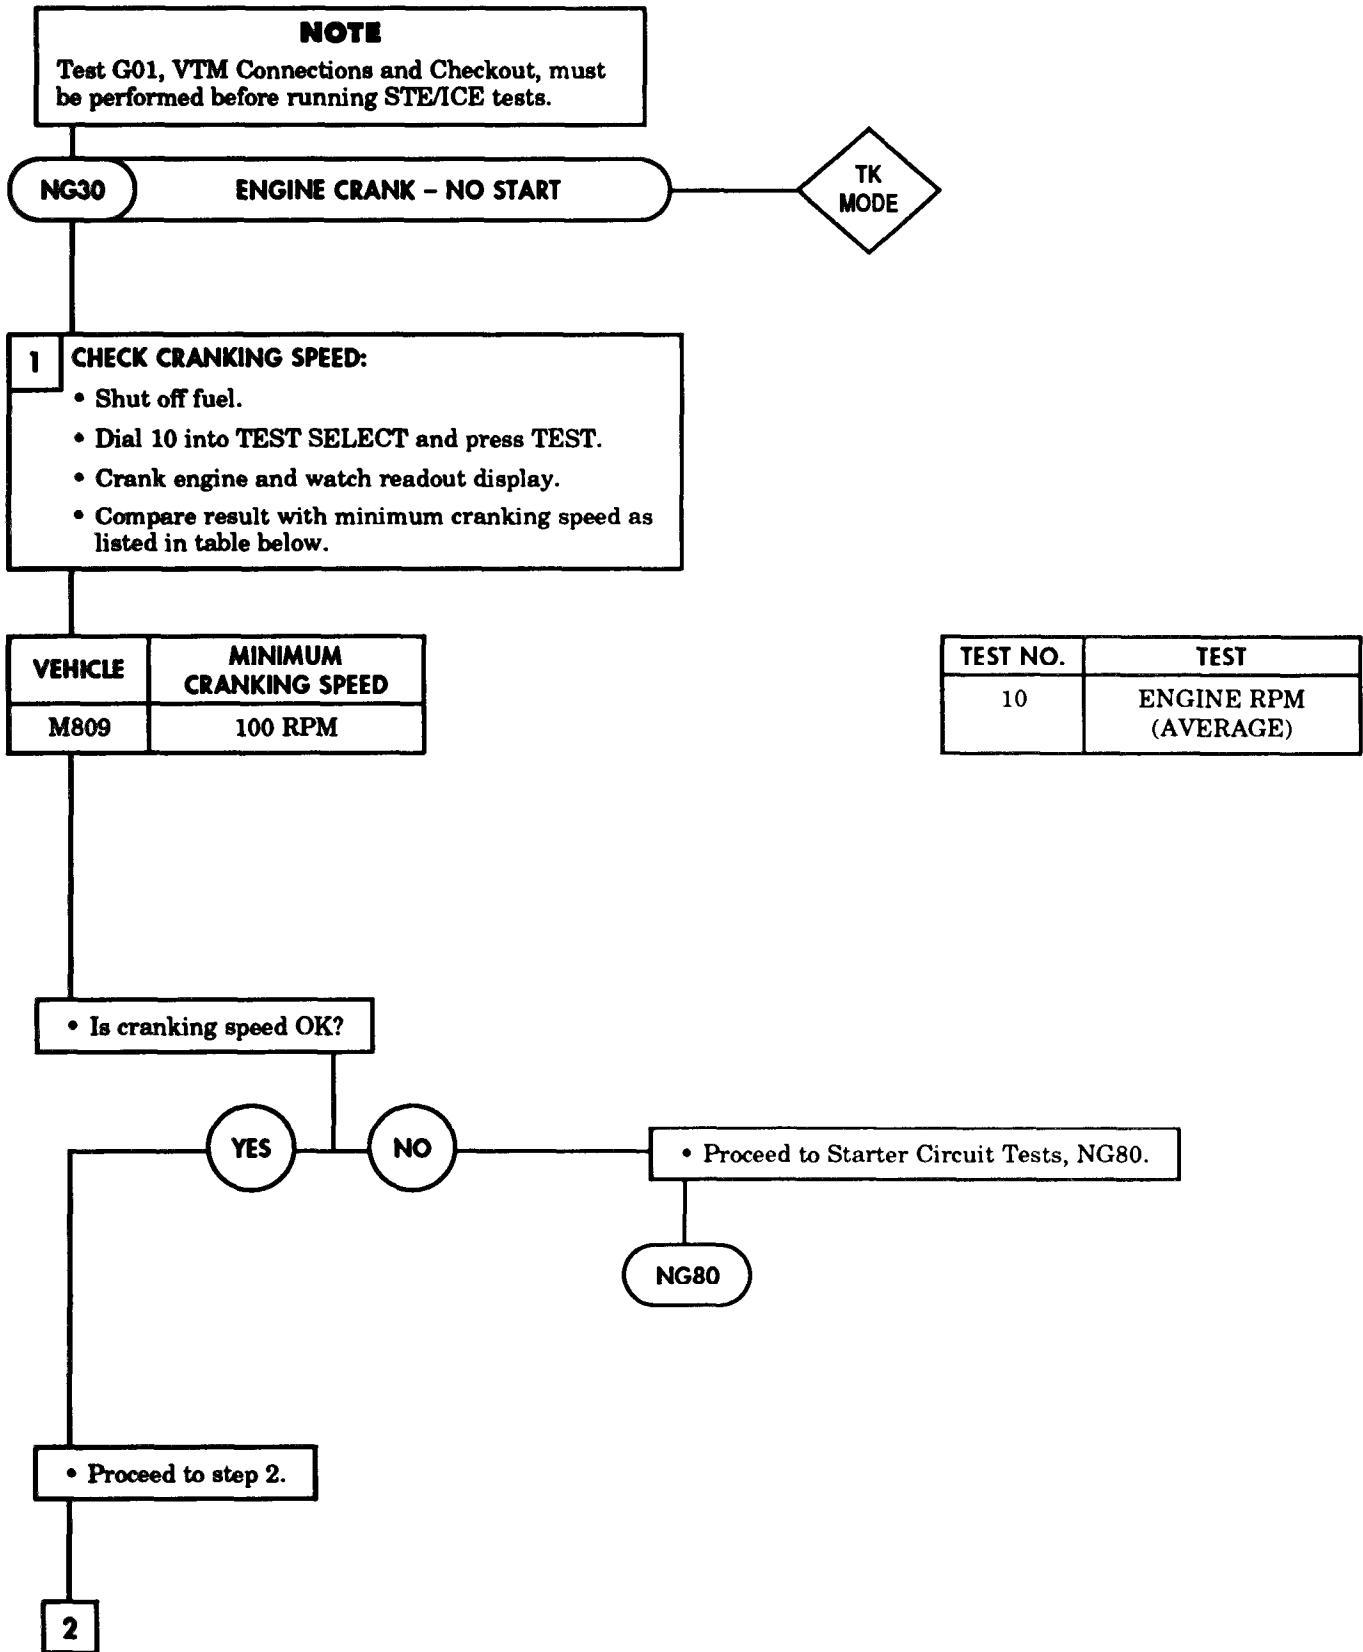 NOTE
Test G01, VTM Connections and Checkout, must
be performed before running STE/ICE tests.
NG30
ENGINE CRANK – NO START
TK
MODE
1
CHECK CRANKING SPEED:
• Shut off fuel.
• Dial 10 into TEST SELECT and press TEST.
• Crank engine and watch readout display.
• Compare result with minimum cranking speed as
listed in table below.
VEHICLE
MINIMUM
CRANKING SPEED
M809
100 RPM
TEST NO.
TEST
10
ENGINE RPM
(AVERAGE)
• Is cranking speed OK?
YES
NO
• Proceed to Starter Circuit Tests, NG80.
NG80
• Proceed to step 2.
2